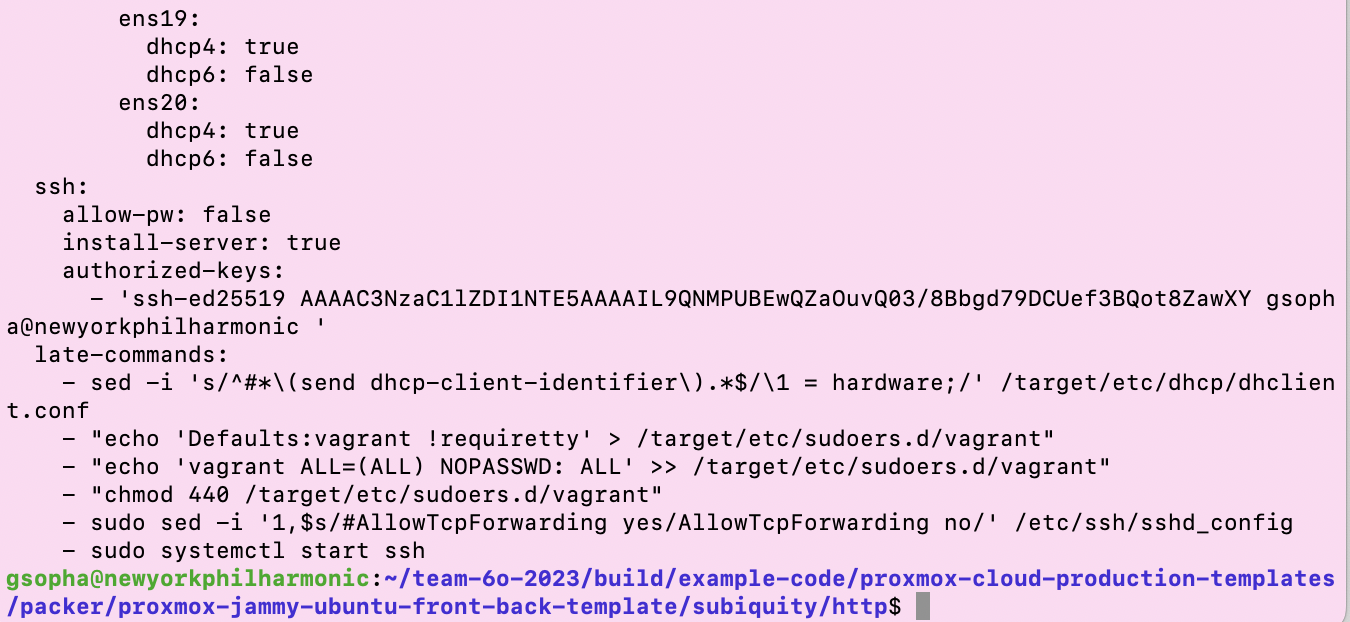 ens19:
          dhcp4: true
          dhcp6: false
        ens20:
          dhcp4: true
          dhcp6: false
  ssh:
    allow-pw: false
    install-server: true
    authorized-keys:
      - 'ssh-ed25519 AAAAC3NzaC1lZDI1NTE5AAAAIL9QNMPUBEwQZaOuvQ03/8Bbgd79DCUef3BQot8ZawXY gsoph
a@newyorkphilharmonic '
  late-commands:
    - sed -i 's/^#*\(send dhcp-client-identifier\).*$/\1 = hardware;/' /target/etc/dhcp/dhclien
t.conf
    - "echo 'Defaults:vagrant !requiretty' > /target/etc/sudoers.d/vagrant"
    - "echo 'vagrant ALL=(ALL) NOPASSWD: ALL' >> /target/etc/sudoers.d/vagrant"
    - "chmod 440 /target/etc/sudoers.d/vagrant"
    - sudo sed -i '1,$s/#AllowTcpForwarding yes/AllowTcpForwarding no/' /etc/ssh/sshd_config
    - sudo systemctl start ssh
gsopha@newyorkphilharmonic:~/team-6o-2023/build/example-code/proxmox-cloud-production-templates
/packer/proxmox-jammy-ubuntu-front-back-template/subiquity/http$